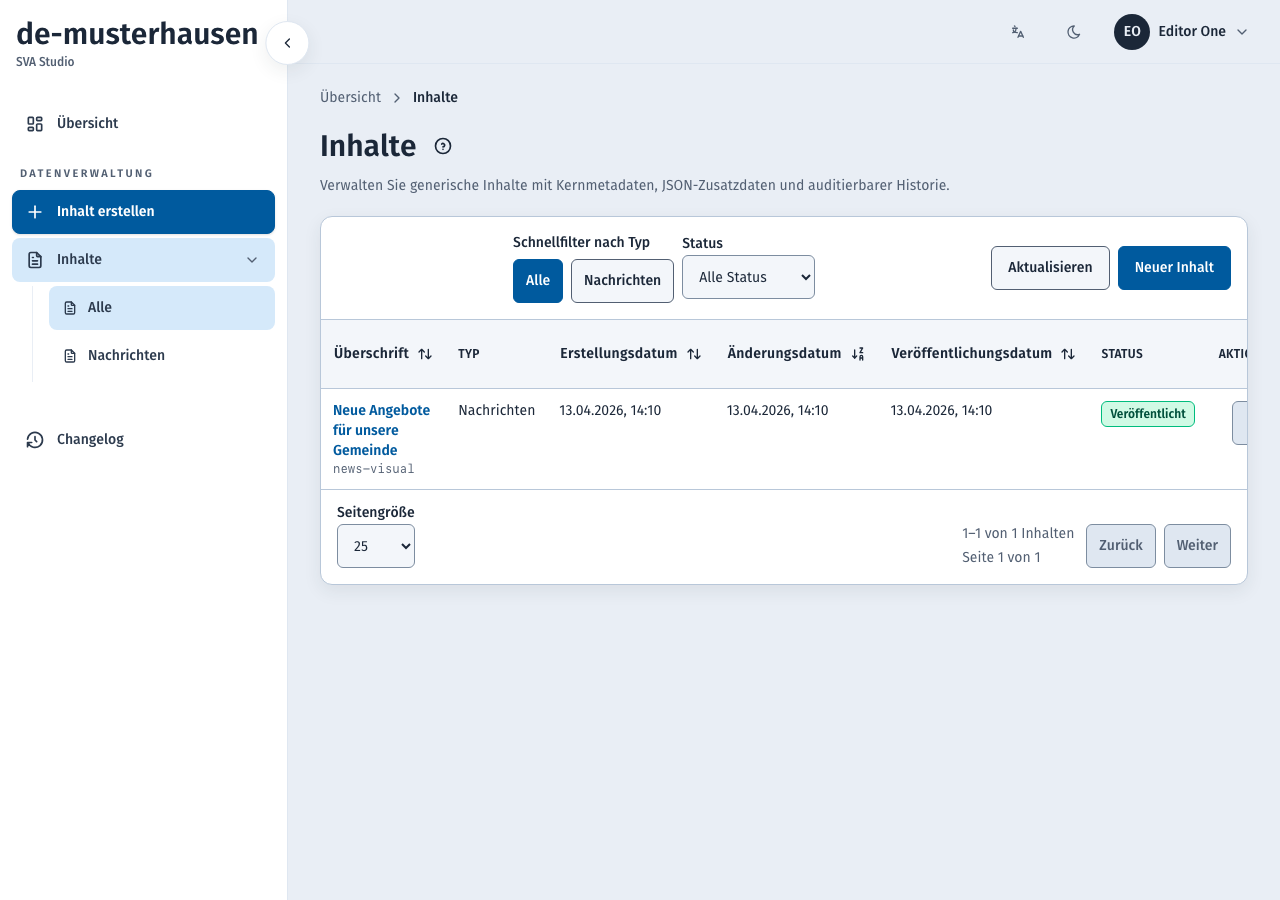 de-musterhausen
SVA Studio
Übersicht
DATENVERWALTUNG
Inhalt erstellen
Inhalte
Alle
Nachrichten
Changelog
EO Editor One
Übersicht Inhalte
Inhalte
Verwalten Sie generische Inhalte mit Kernmetadaten, JSON-Zusatzdaten und auditierbarer Historie.
Schnellfilter nach Typ Status
Alle Nachrichten Alle Status Aktualisieren Neuer Inhalt
Überschrift TYP Erstellungsdatum Änderungsdatum Veröffentlichungsdatum STATUS
Neue Angebote Nachrichten 13.04.2026, 14:10 13.04.2026, 14:10 13.04.2026, 14:10 Veröffentlicht
für unsere
Gemeinde
news-visual
Seitengröße
25
1–1 von 1 Inhalten
Seite 1 von 1
Zurück Weiter